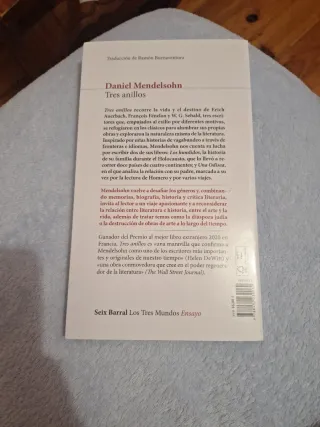 Traducción de Ramón Buenaventura
Daniel Mendelsohn
Tres anillos
Tres anillos recorre la vida y el destino de Erich
Auerbach, François Fénelon y W. G. Sebald, tres escri-
tores que, empujados al exilio por diferentes motivos,
se refugiaron en los clásicos para alumbrar sus propias
obras y exploraron la naturaleza misma de la literatura.
Inspirado por estas historias de vagabundeo a través de
fronteras e idiomas, Mendelsohn nos cuenta su lucha
por escribir dos de sus libros: Los hundidos, la historia
de su familia durante el Holocausto, que lo llevó a re-
correr doce países de cuatro continentes; y Una Odisea,
en el que analiza la relación con su padre, marcada a su
vez por la lectura de Homero y por varios viajes.
Mendelsohn vuelve a desafiar los géneros y, combinan-
do memorias, biografía, historia y crítica literaria,
invita al lector a un viaje apasionante y a reconsiderar
la relación entre literatura e historia, entre el arte y la
vida, además de tratar temas como la diáspora judía
o la destrucción de obras de arte a lo largo del tiempo.
Ganador del Premio al mejor libro extranjero 2020 en
Francia, Tres anillos es «una maravilla que confirma a
Mendelsohn como uno de los escritores más importan-
tes y originales de nuestro tiempo» (Helen DeWitt) y
«una obra conmovedora que cree en el poder regenera-
dor de la literatura» (The Wall Street Journal).
Seix Barral Los Tres Mundos Ensayo